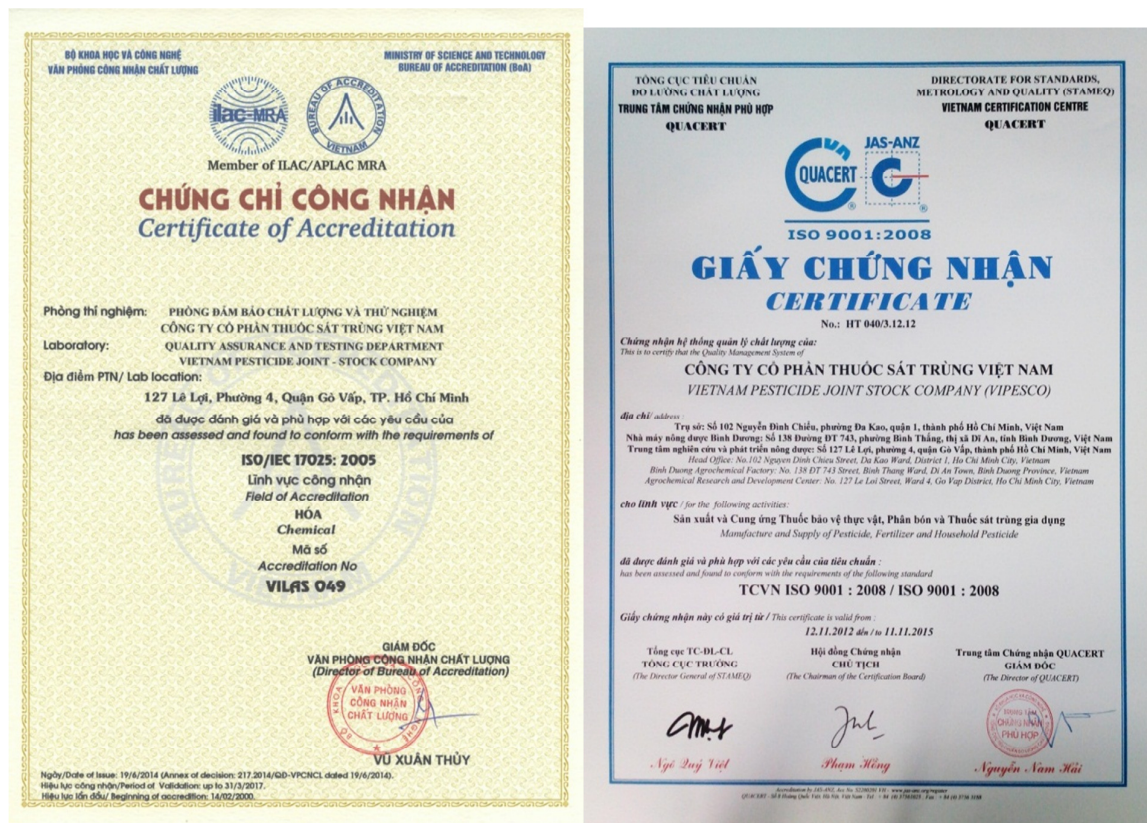 BỘ KHOA HỌC VÀ CÔNG NGHỆ
VĂN PHÒNG CÔNG NHẬN CHẤT LƯỢNG
MINISTRY OF SCIENCE AND TECHNOLOGY
BUREAU OF ACCREDITATION (BoA)
ilac-MRA
BUREAU OF ACCREDITATION
VIETNAM
Member of ILAC/APLAC MRA
CHỨNG CHỈ CÔNG NHẬN
Certificate of Accreditation
Phòng thí nghiệm: PHÒNG ĐẢM BẢO CHẤT LƯỢNG VÀ THỬ NGHIỆM
CÔNG TY CỔ PHẦN THUỐC SÁT TRÙNG VIỆT NAM
Laboratory: QUALITY ASSURANCE AND TESTING DEPARTMENT
VIETNAM PESTICIDE JOINT - STOCK COMPANY
Địa điểm PTN/ Lab location:
127 Lê Lợi, Phường 4, Quận Gò Vấp, TP. Hồ Chí Minh
đã được đánh giá và phù hợp với các yêu cầu của
has been assessed and found to conform with the requirements of
ISO/IEC 17025: 2005
Lĩnh vực công nhận
Field of Accreditation
HÓA
Chemical
Mã số
Accreditation No
VILAS 049
GIÁM ĐỐC
VĂN PHÒNG CÔNG NHẬN CHẤT LƯỢNG
(Director of Bureau of Accreditation)
VĂN PHÒNG
CÔNG NHẬN
CHẤT LƯỢNG
VŨ XUÂN THỦY
Ngày/Date of Issue: 19/6/2014 (Annex of decision: 217.2014/QĐ-VPCNCL dated 19/6/2014).
Hiệu lực công nhận/Period of Validation: up to 31/3/2017.
Hiệu lực lần đầu/ Beginning of accreditation: 14/02/2000.
TỔNG CỤC TIÊU CHUẨN
ĐO LƯỜNG CHẤT LƯỢNG
TRUNG TÂM CHỨNG NHẬN PHÙ HỢP
QUACERT
DIRECTORATE FOR STANDARDS,
METROLOGY AND QUALITY (STAMEQ)
VIETNAM CERTIFICATION CENTRE
QUACERT
QUACERT
JAS-ANZ
ISO 9001:2008
GIẤY CHỨNG NHẬN
CERTIFICATE
No.: HT 040/3.12.12
Chứng nhận hệ thống quản lý chất lượng của:
This is to certify that the Quality Management System of
CÔNG TY CỔ PHẦN THUỐC SÁT TRÙNG VIỆT NAM
VIETNAM PESTICIDE JOINT STOCK COMPANY (VIPESCO)
địa chỉ/ address :
Trụ sở: Số 102 Nguyễn Đình Chiểu, phường Đa Kao, quận 1, thành phố Hồ Chí Minh, Việt Nam
Nhà máy nông dược Bình Dương: Số 138 Đường ĐT 743, phường Bình Thắng, thị xã Dĩ An, tỉnh Bình Dương, Việt Nam
Trung tâm nghiên cứu và phát triển nông dược: Số 127 Lê Lợi, phường 4, quận Gò Vấp, thành phố Hồ Chí Minh, Việt Nam
Head Office: No.102 Nguyen Dinh Chieu Street, Da Kao Ward, District 1, Ho Chi Minh City, Vietnam
Binh Duong Agrochemical Factory: No. 138 ĐT 743 Street, Binh Thang Ward, Di An Town, Binh Duong Province, Vietnam
Agrochemical Research and Development Center: No. 127 Le Loi Street, Ward 4, Go Vap District, Ho Chi Minh City, Vietnam
cho lĩnh vực / for the following activities:
Sản xuất và Cung ứng Thuốc bảo vệ thực vật, Phân bón và Thuốc sát trùng gia dụng
Manufacture and Supply of Pesticide, Fertilizer and Household Pesticide
đã được đánh giá và phù hợp với các yêu cầu của tiêu chuẩn :
has been assessed and found to conform with the requirements of the following standard
TCVN ISO 9001 : 2008 / ISO 9001 : 2008
Giấy chứng nhận này có giá trị từ / This certificate is valid from :
12.11.2012 đến / to 11.11.2015
Tổng cục TC-ĐL-CL
TỔNG CỤC TRƯỞNG
(The Director General of STAMEQ)
Hội đồng Chứng nhận
CHỦ TỊCH
(The Chairman of the Certification Board)
Trung tâm Chứng nhận QUACERT
GIÁM ĐỐC
(The Director of QUACERT)
TRUNG TÂM
CHỨNG NHẬN
PHÙ HỢP
Ngô Quý Việt
Phạm Hồng
Nguyễn Nam Hải